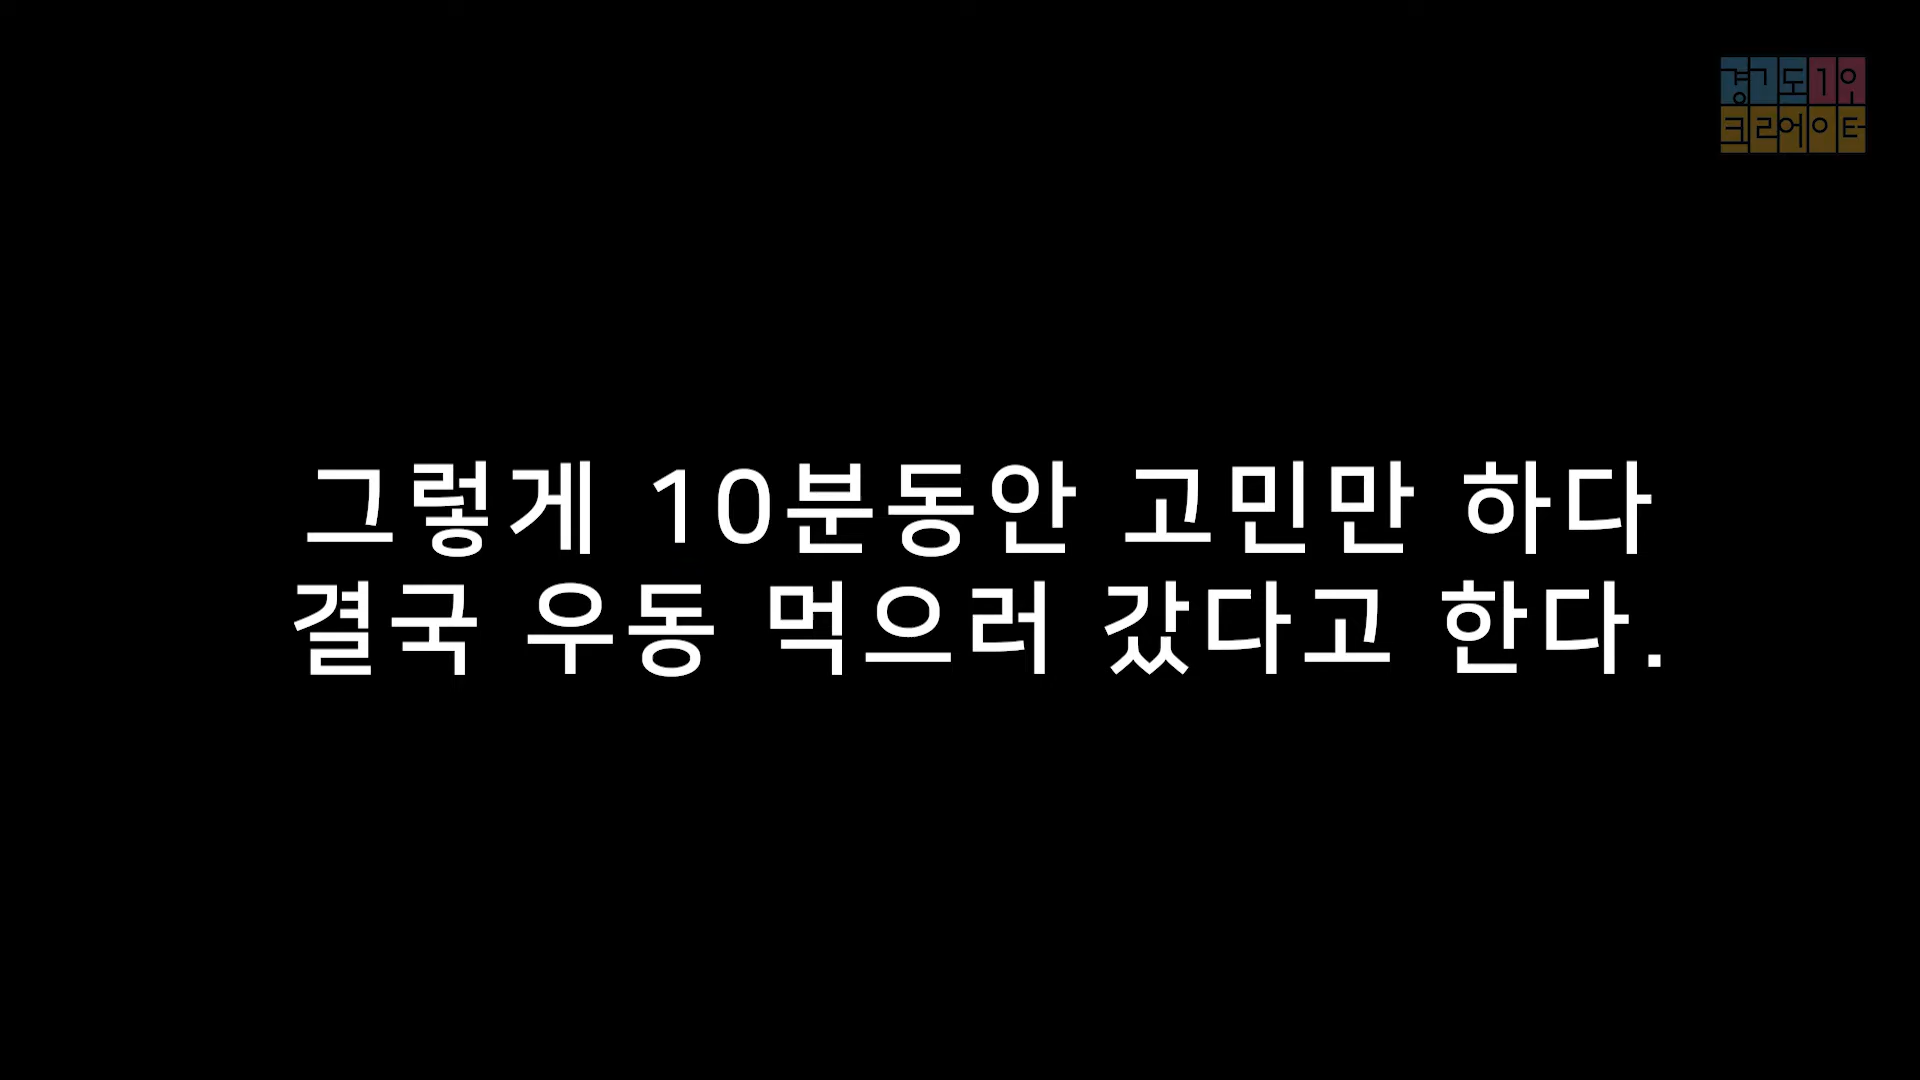 경기도1인
크리에이터
그렇게 10분동안 고민만 하다
결국 우동 먹으러 갔다고 한다.